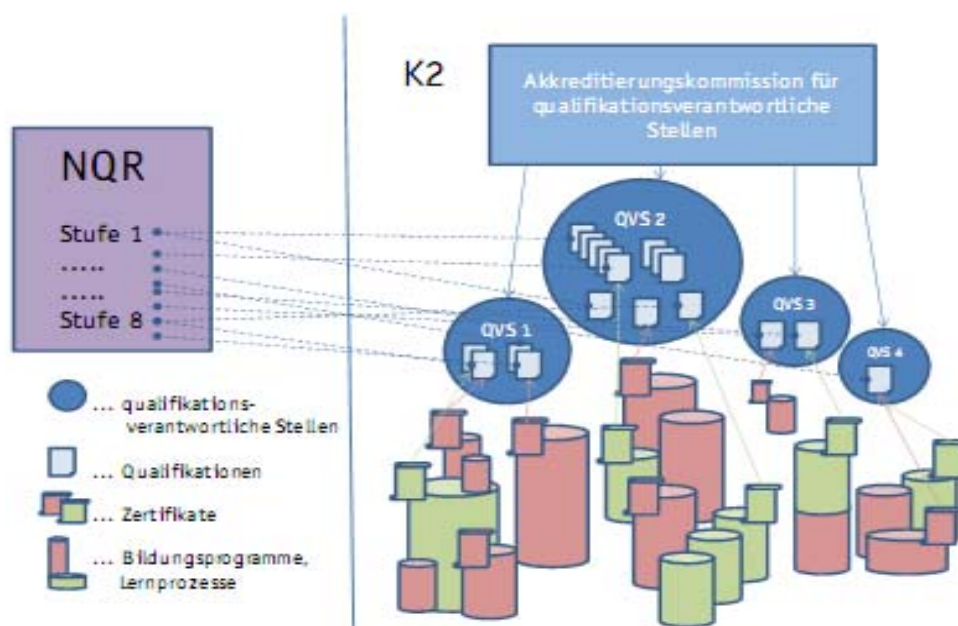 K2
Akkreditierungskommission für
qualifikationsverantwortliche
Stellen
NQR
Stufe 1
.....
.....
Stufe 8
QVS 2
QVS 3
QVS 1
QVS 4
... qualifikations-
verantwortliche Stellen
... Qualifikationen
... Zertifikate
... Bildungsprogramme,
Lernprozesse